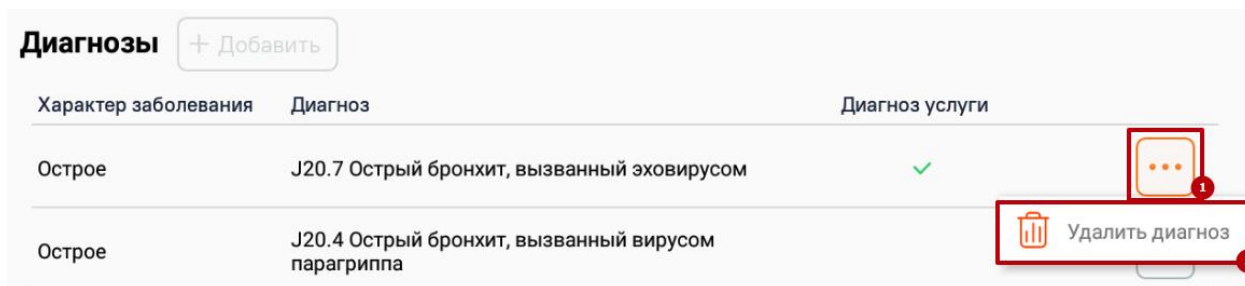 Диагнозы + Добавить
Характер заболевания Диагноз Диагноз услуги
Острое J20.7 Острый бронхит, вызванный эховирусом
1
Удалить диагноз
Острое J20.4 Острый бронхит, вызванный вирусом
парагриппа